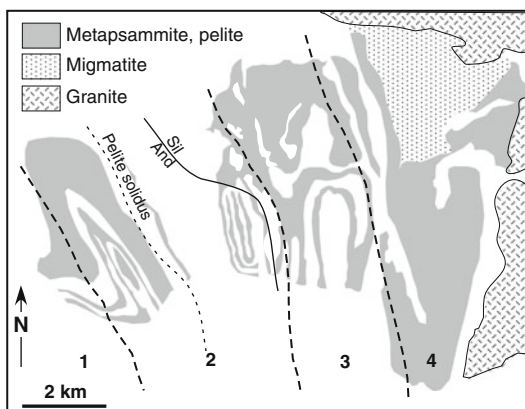 Metapsammite, pelite
Migmatite
Granite
Pelite solidus
Sil
And
N
1
2
3
4
2 km